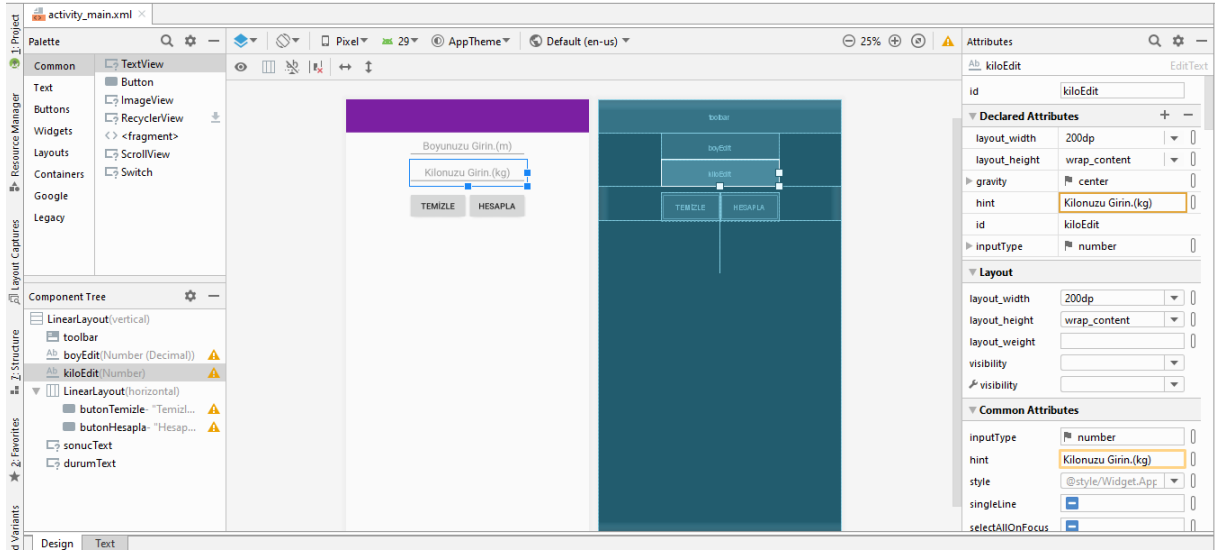 activity_main.xml
1: Project
Resource Manager
Layout Captures
7: Structure
2: Favorites
d Variants
Palette
Common
Text
Buttons
Widgets
Layouts
Containers
Google
Legacy
TextView
Button
ImageView
RecyclerView
<fragment>
ScrollView
Switch
Component Tree
LinearLayout(vertical)
toolbar
Ab boyEdit(Number (Decimal))
Ab kiloEdit(Number)
LinearLayout(horizontal)
butonTemizle- "Temizl...
butonHesapla- "Hesap...
sonucText
durumText
Pixel 29 AppTheme Default (en-us) 25%
Boyunuzu Girin.(m)
Kilonuzu Girin.(kg)
TEMİZLE HESAPLA
toolbar
boyEdit
kiloEdit
TEMİZLE HESAPLA
Attributes
Ab kiloEdit EditText
id kiloEdit
Declared Attributes
layout_width 200dp
layout_height wrap_content
gravity center
hint Kilonuzu Girin.(kg)
id kiloEdit
inputType number
Layout
layout_width 200dp
layout_height wrap_content
layout_weight
visibility
visibility
Common Attributes
inputType number
hint Kilonuzu Girin.(kg)
style @style/Widget.App
singleLine
selectAllOnFocus
Design Text